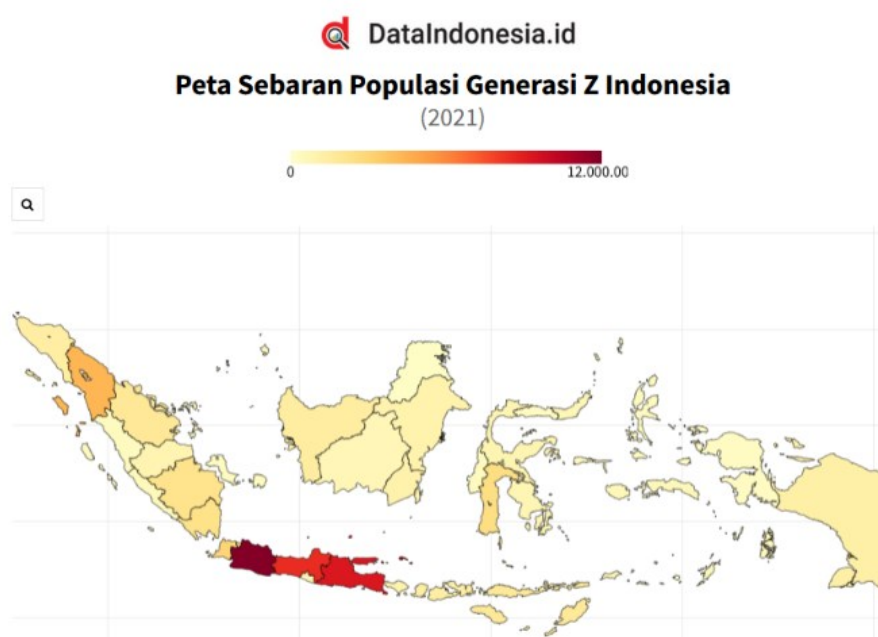 DataIndonesia.id
Peta Sebaran Populasi Generasi Z Indonesia
(2021)
0
12.000.00